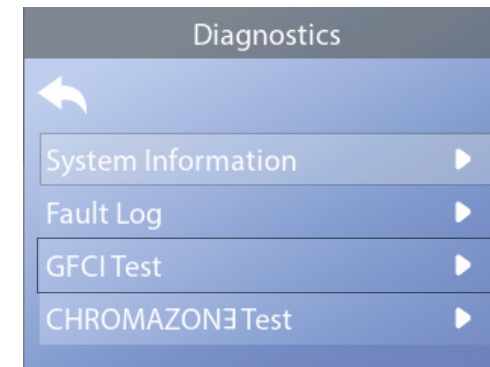 Diagnostics
System Information
Fault Log
GFCI Test
CHROMAZONƎ Test